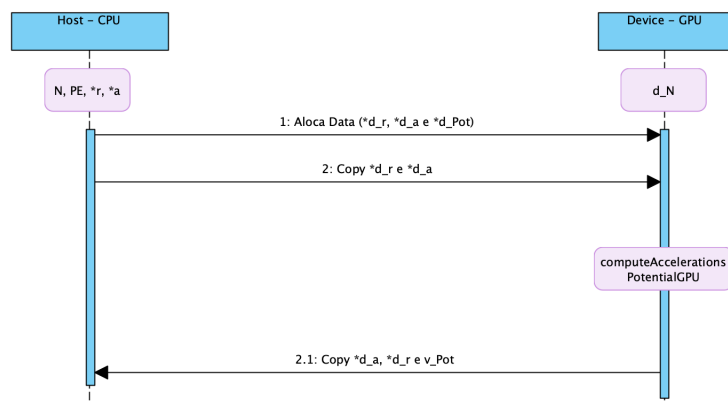 Host – CPU
Device – GPU
N, PE, *r, *a
d_N
1: Aloca Data (*d_r, *d_a e *d_Pot)
2: Copy *d_r e *d_a
computeAccelerations
PotentialGPU
2.1: Copy *d_a, *d_r e v_Pot